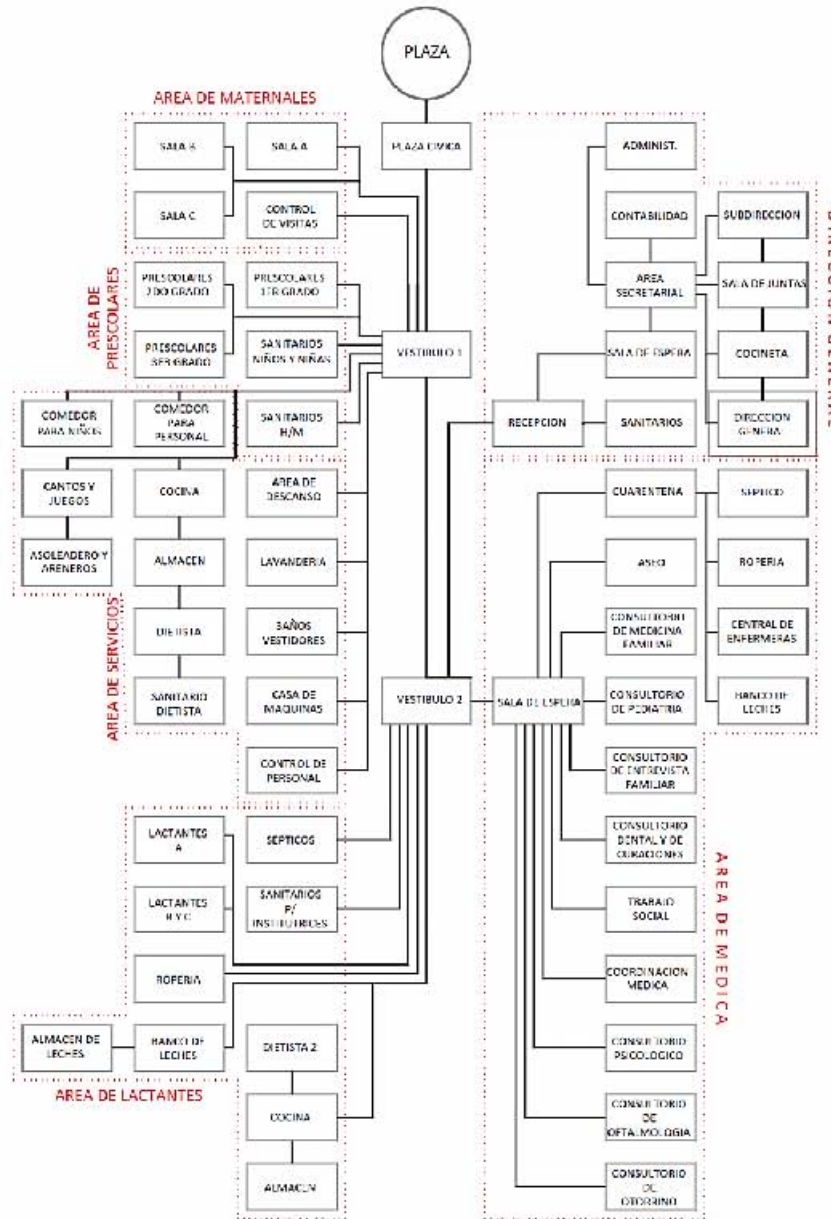 PLAZA
AREA DE MATERNALES
SALA B
SALA A
PLAZA CIVICA
ADMINIST.
SALA C
CONTROL
DE VISITAS
CONTABILIDAD
SUBDIRECCION
AREA DE
PRESCOLARES
PRESCOLARES
2DO GRADO
PRESCOLARES
1ER GRADO
AREA
SECRETARIAL
SALA DE JUNTAS
PRESCOLARES
3ER GRADO
SANITARIOS
NIÑOS Y NIÑAS
VESTIBULO 1
SALA DE ESPERA
COCINETA
COMEDOR
PARA NIÑOS
COMEDOR
PARA
PERSONAL
SANITARIOS
H/M
RECEPCION
SANITARIOS
DIRECCION
GENERA
CANTOS Y
JUEGOS
COCINA
AREA DE
DESCANSO
CUARENTENA
SEPTICO
ASOLEADERO Y
ARENEROS
ALMACEN
LAVANDERIA
ASEO
ROPERIA
AREA DE SERVICIOS
DIETISTA
BAÑOS
VESTIDORES
CONSULTORIO
DE MEDICINA
FAMILIAR
CENTRAL DE
ENFERMERAS
SANITARIO
DIETISTA
CASA DE
MAQUINAS
VESTIBULO 2
SALA DE ESPERA
CONSULTORIO
DE PEDIATRIA
BANCO DE
LECHES
CONTROL DE
PERSONAL
CONSULTORIO
DE ENTREVISTA
FAMILIAR
LACTANTES
A
SEPTICOS
CONSULTORIO
DENTAL Y DE
CURACIONES
AREA DE MEDICA
LACTANTES
B Y C
SANITARIOS
P/
INSTITUTRICES
TRABAJO
SOCIAL
ROPERIA
COORDINACION
MEDICA
ALMACEN DE
LECHES
BANCO DE
LECHES
DIETISTA 2
CONSULTORIO
PSICOLOGICO
AREA DE LACTANTES
COCINA
CONSULTORIO
DE
OFTALMOLOGIA
ALMACEN
CONSULTORIO
DE
OTORRINO